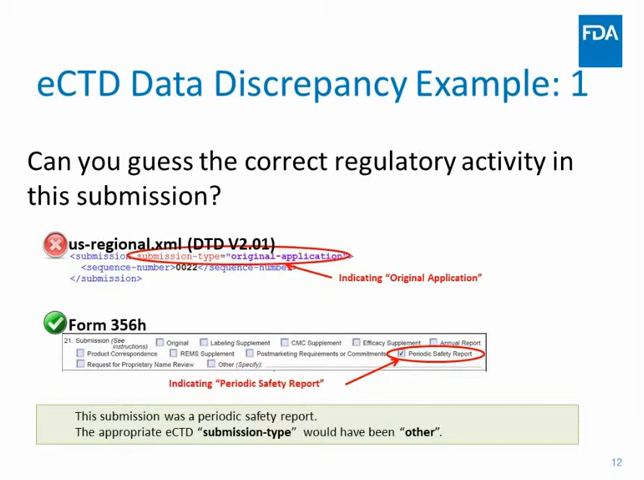 FDA
eCTD Data Discrepancy Example: 1
Can you guess the correct regulatory activity in
this submission?
us-regional.xml (DTD V2.01)
<submission submission-type="original-application">
<sequence-number>0022</sequence-number>
</submission>
Indicating “Original Application”
Form 356h
21. Submission (See instructions) Original Labeling Supplement CMC Supplement Efficacy Supplement Annual Report
Product Correspondence REMS Supplement Postmarketing Requirements or Commitments Periodic Safety Report
Request for Proprietary Name Review Other (Specify):
Indicating “Periodic Safety Report”
This submission was a periodic safety report.
The appropriate eCTD “submission-type” would have been “other”.
12